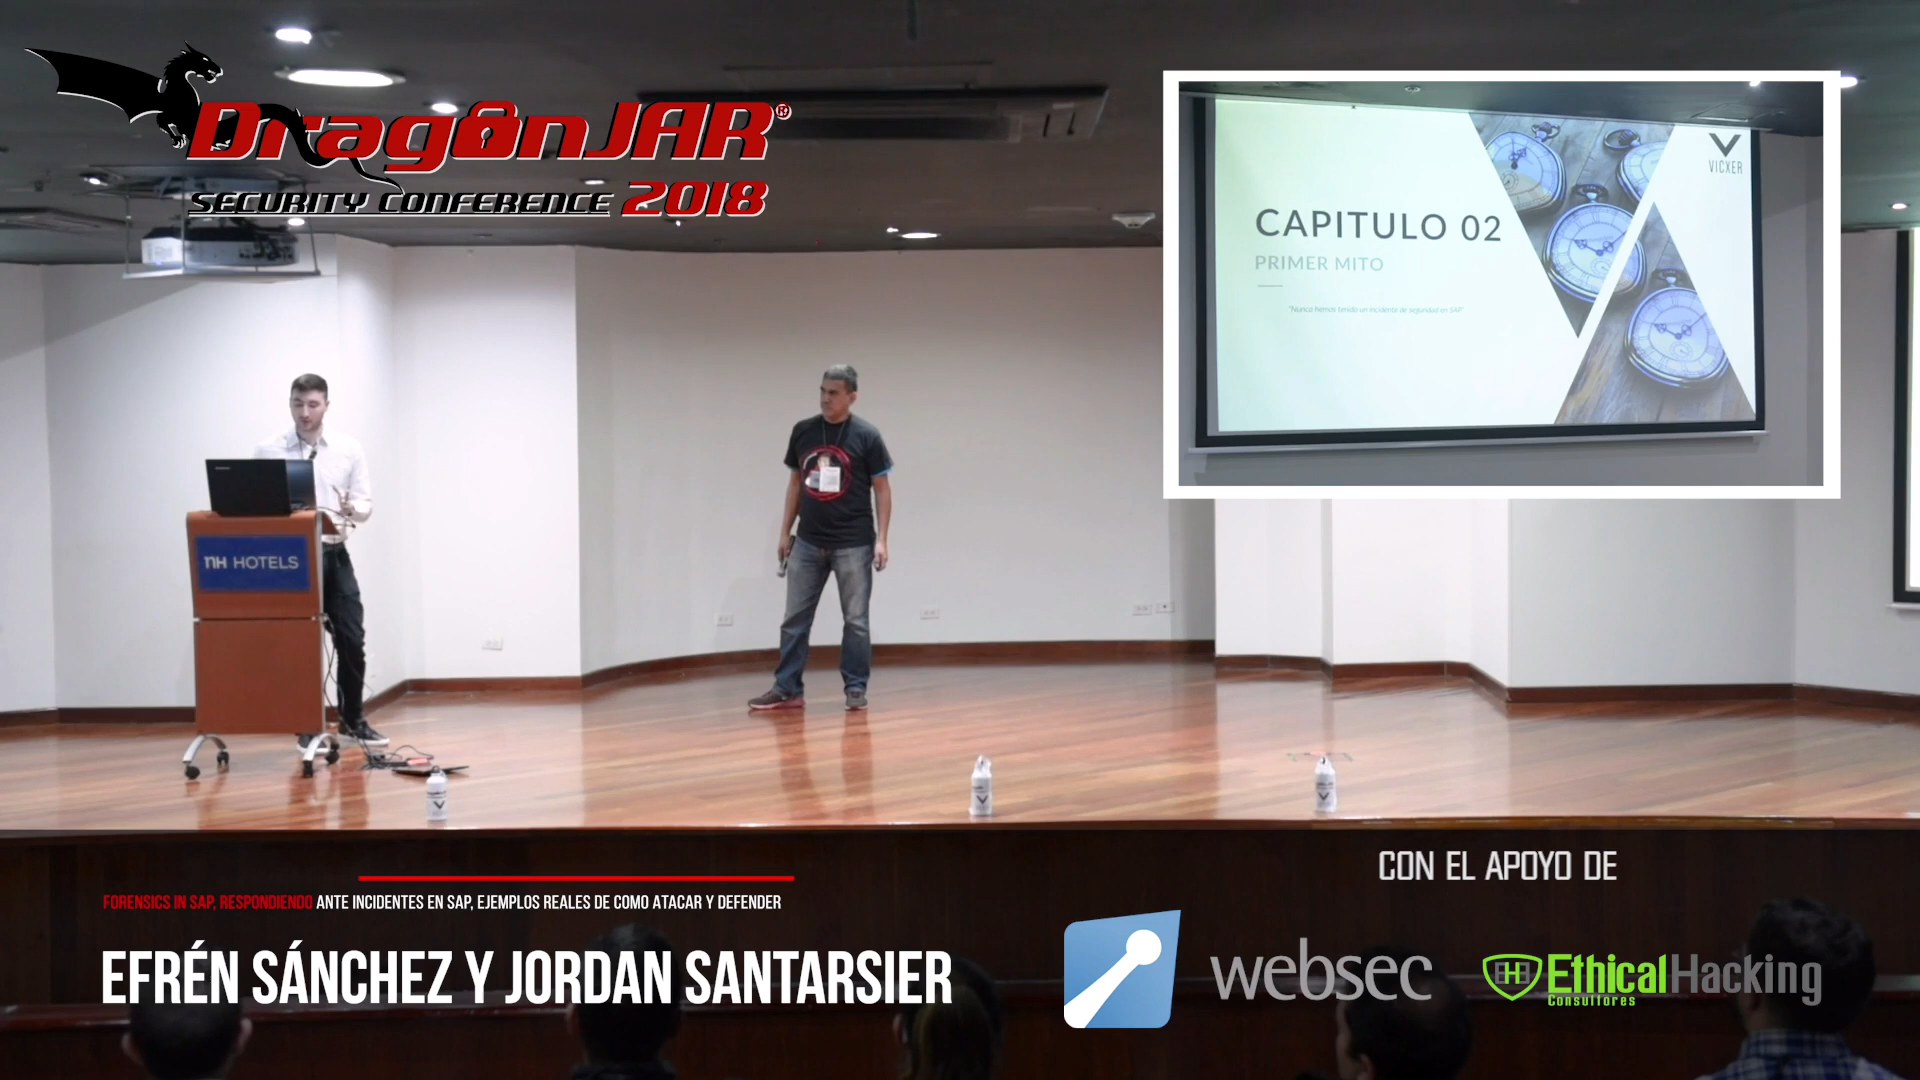 DragonJAR®
SECURITY CONFERENCE 2018
VICXER
CAPITULO 02
PRIMER MITO
"Nunca hemos tenido un incidente de seguridad en SAP"
nH HOTELS
CON EL APOYO DE
FORENSICS IN SAP, RESPONDIENDO ANTE INCIDENTES EN SAP, EJEMPLOS REALES DE COMO ATACAR Y DEFENDER
EFRÉN SÁNCHEZ Y JORDAN SANTARSIER
websec
EHE EthicalHacking
Consultores